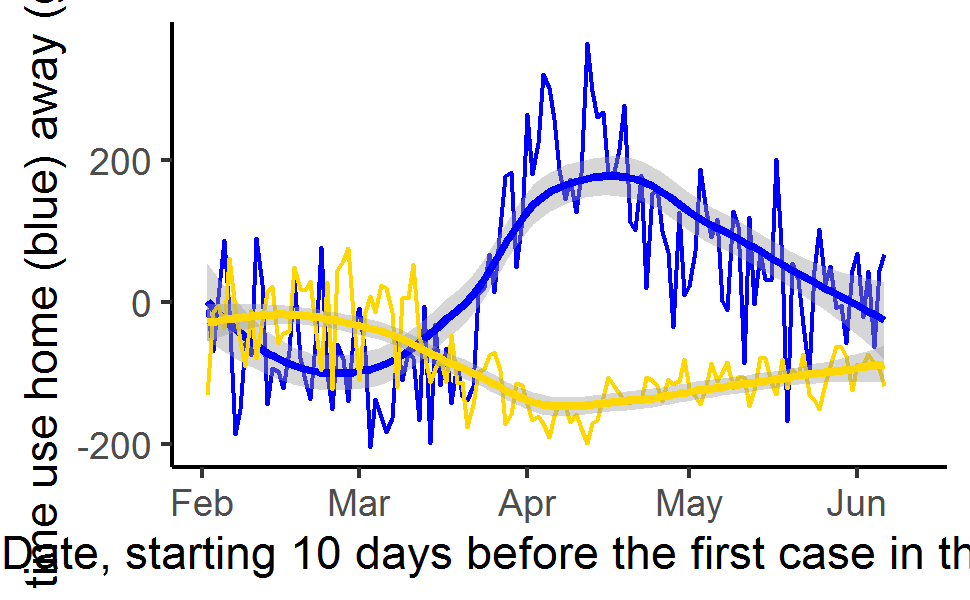 time use home (blue) away (
200
0
-200
Feb Mar Apr May Jun
Date, starting 10 days before the first case in th